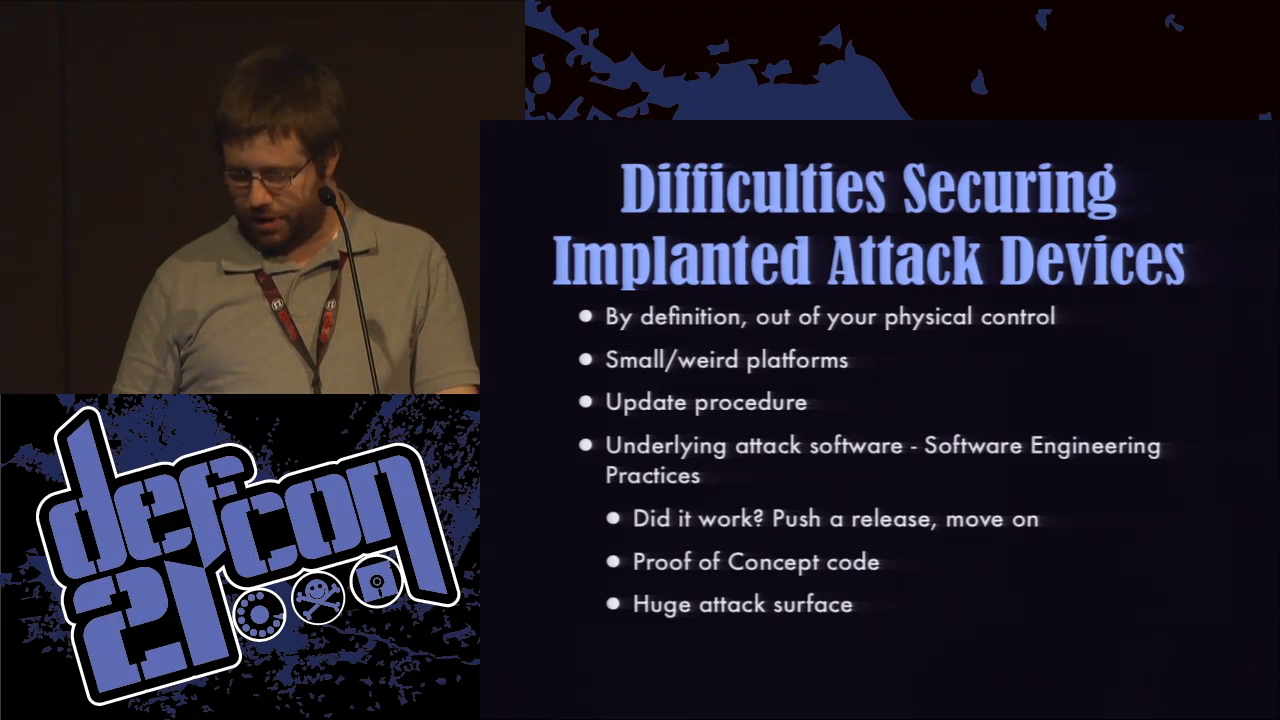 Difficulties Securing
Implanted Attack Devices
By definition, out of your physical control
Small/weird platforms
Update procedure
Underlying attack software - Software Engineering
Practices
Did it work? Push a release, move on
Proof of Concept code
Huge attack surface
defcon
21